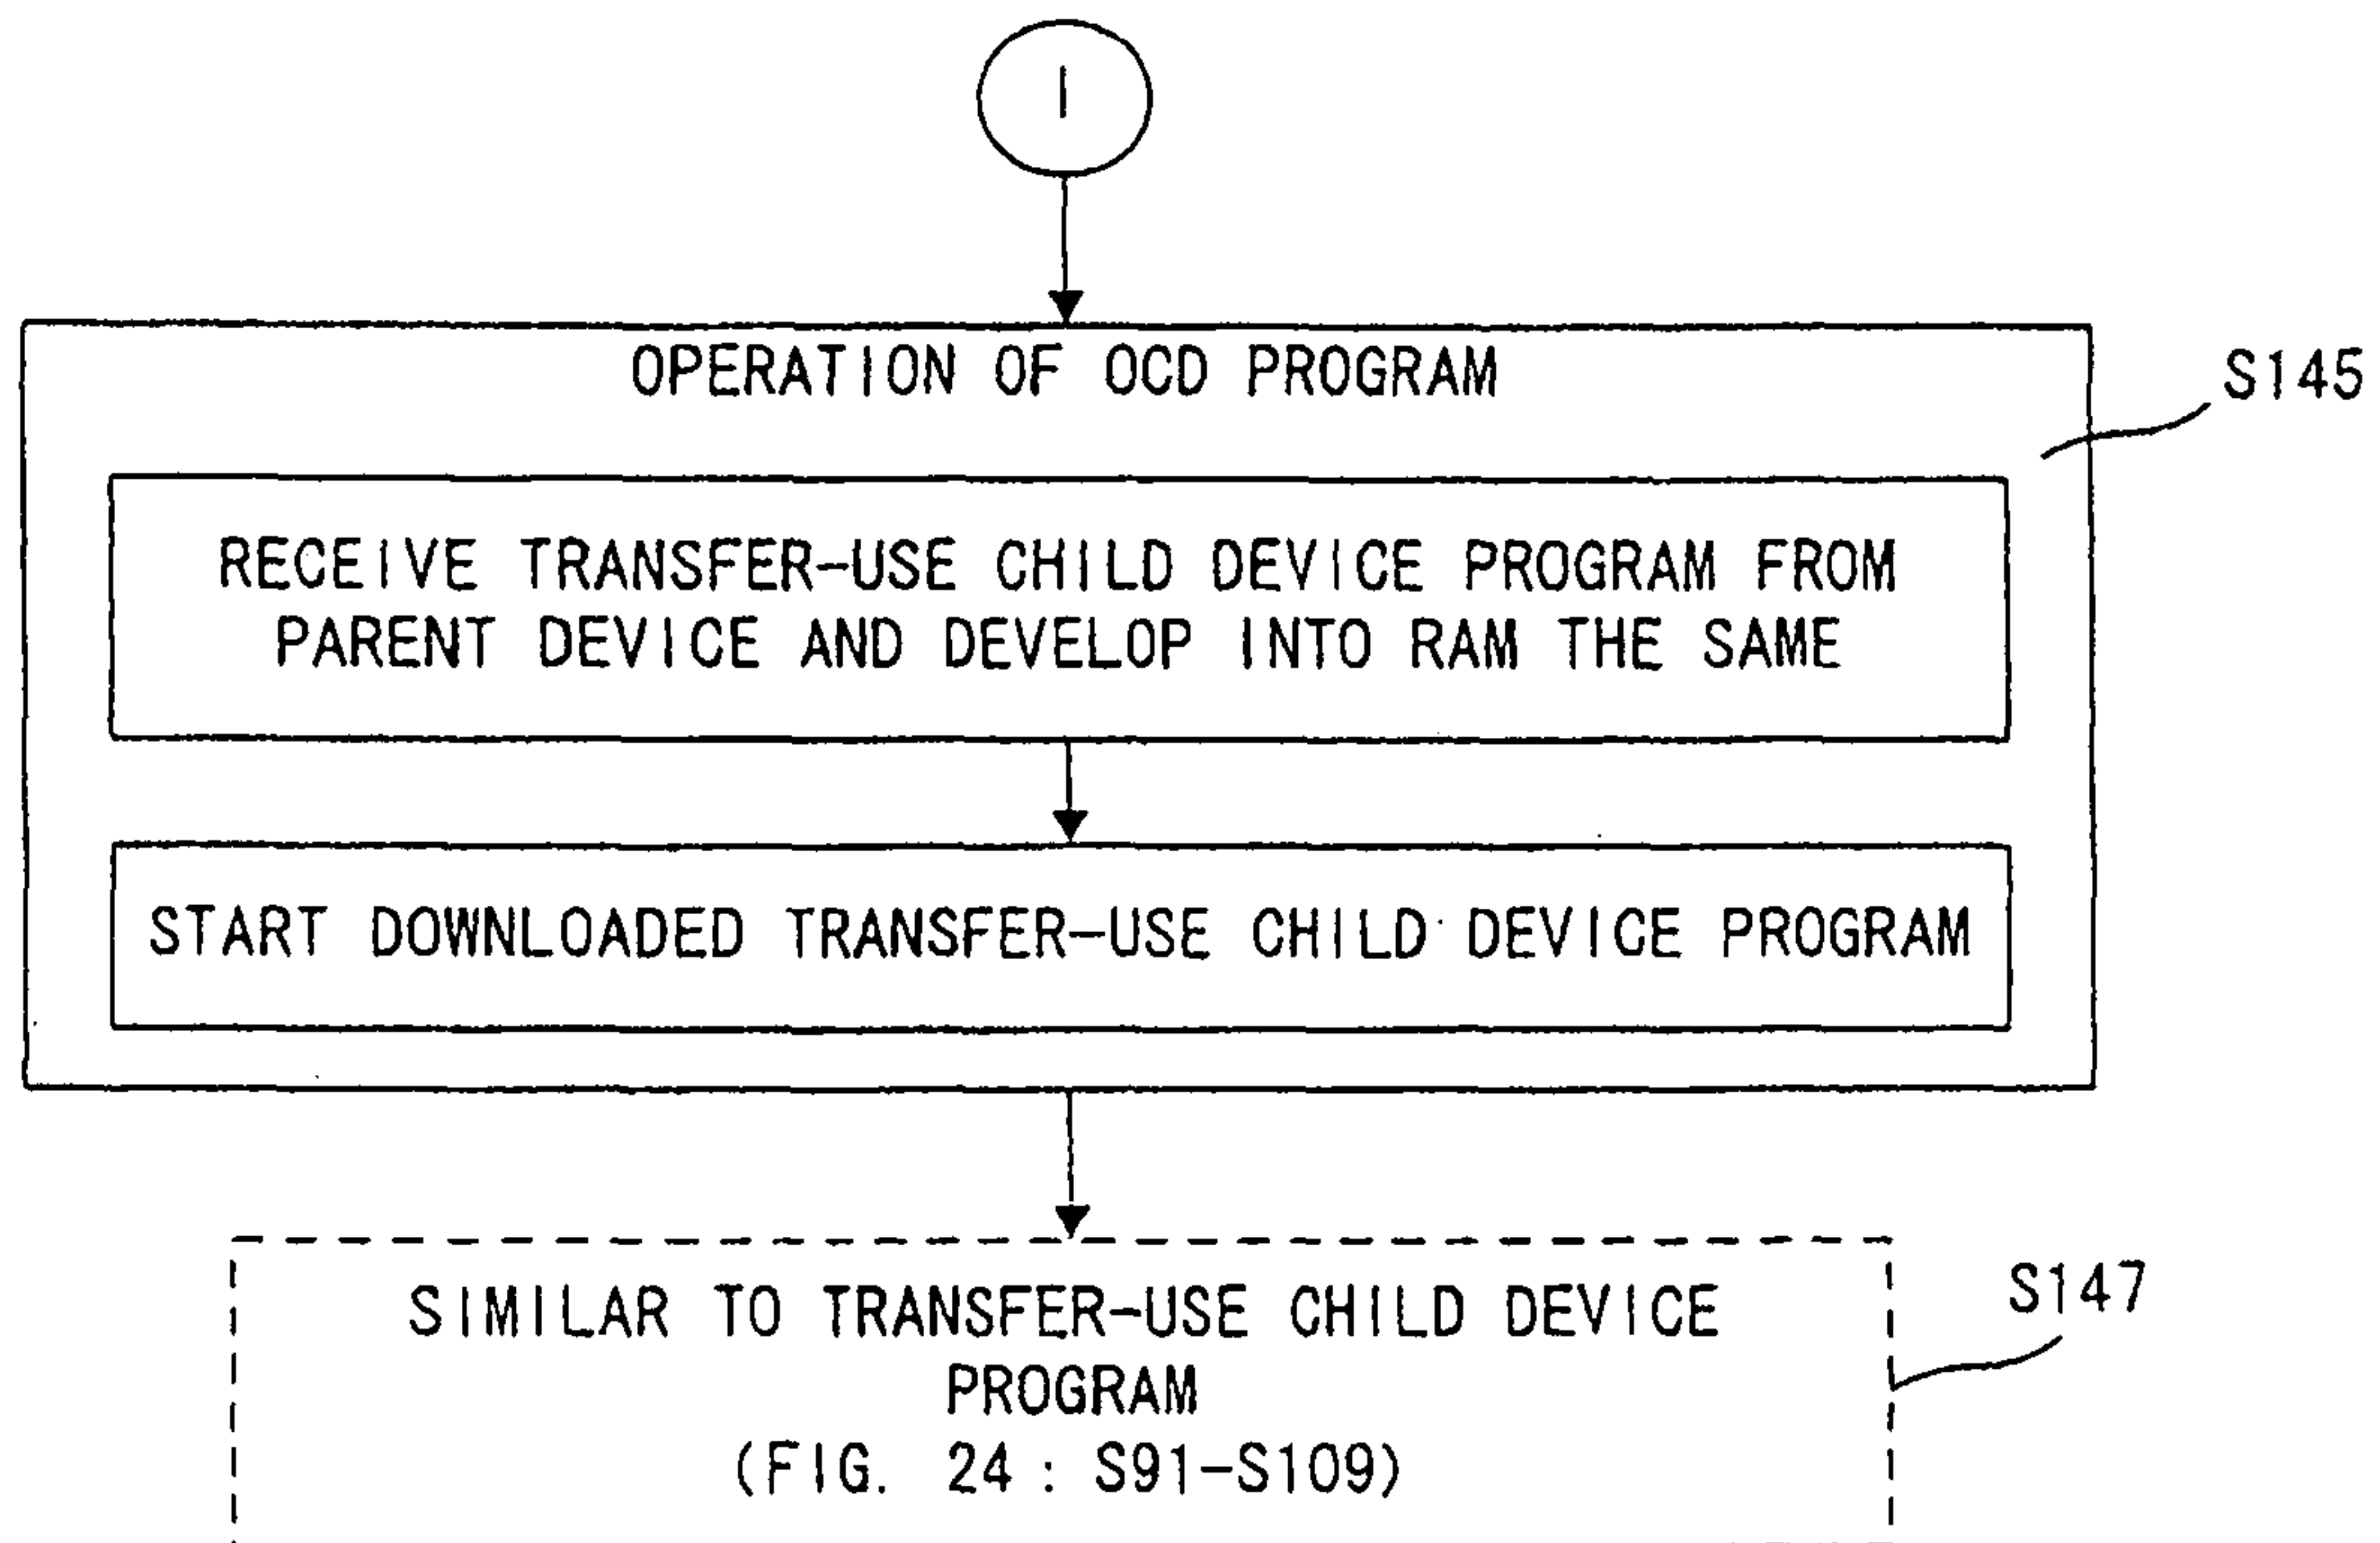 I
OPERATION OF OCD PROGRAM
S145
RECEIVE TRANSFER-USE CHILD DEVICE PROGRAM FROM
PARENT DEVICE AND DEVELOP INTO RAM THE SAME
START DOWNLOADED TRANSFER-USE CHILD DEVICE PROGRAM
SIMILAR TO TRANSFER-USE CHILD DEVICE
PROGRAM
(FIG. 24 : S91-S109)
S147